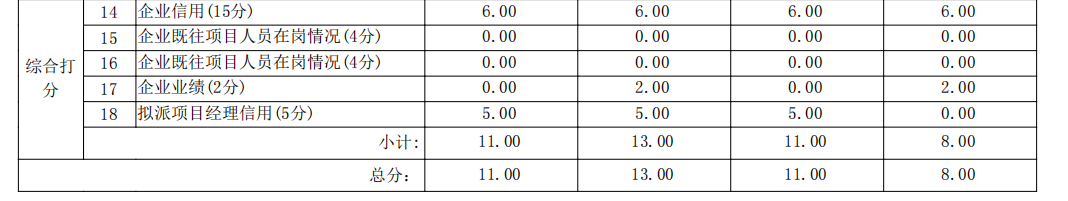 综合打分
14 企业信用(15分) 6.00 6.00 6.00 6.00
15 企业既往项目人员在岗情况(4分) 0.00 0.00 0.00 0.00
16 企业既往项目人员在岗情况(4分) 0.00 0.00 0.00 0.00
17 企业业绩(2分) 0.00 2.00 0.00 2.00
18 拟派项目经理信用(5分) 5.00 5.00 5.00 0.00
小计: 11.00 13.00 11.00 8.00
总分: 11.00 13.00 11.00 8.00